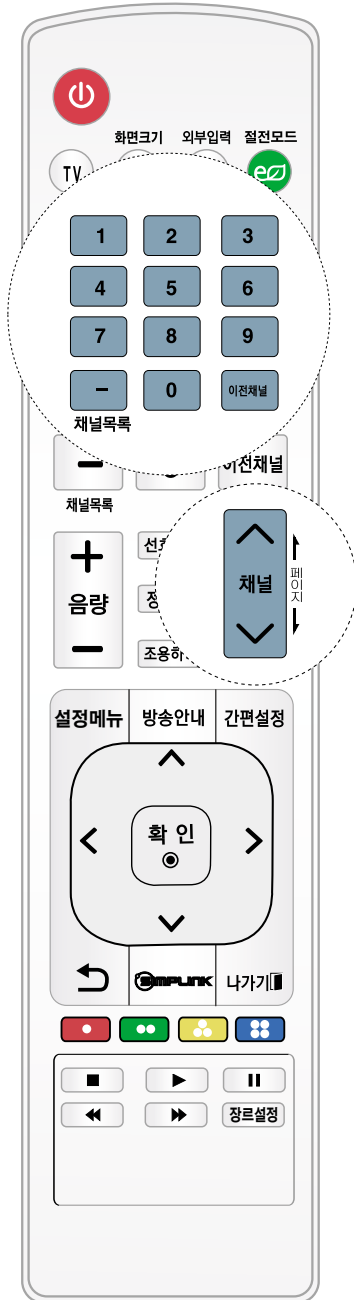 화면크기 외부입력 절전모드
TV
1 2 3
4 5 6
7 8 9
0 이전채널
채널목록
이전채널
채널목록
채널
페이지
음량
조용하
설정메뉴 방송안내 간편설정
확인
SIMPLINK 나가기
장르설정